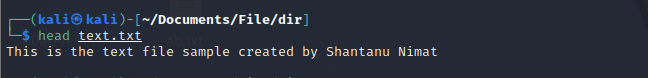 ┌──(kali㉿kali)-[~/Documents/File/dir]
└─$ head text.txt
This is the text file sample created by Shantanu Nimat